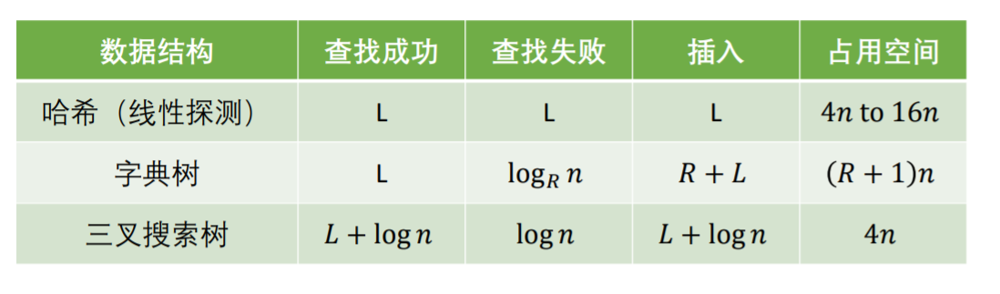 数据结构 查找成功 查找失败 插入 占用空间
哈希（线性探测） L L L 4n to 16n
字典树 L log_R n R + L (R + 1)n
三叉搜索树 L + log n log n L + log n 4n